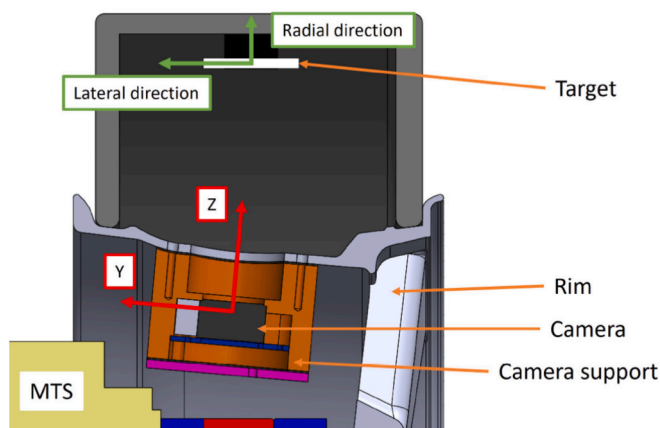 Radial direction
Target
Lateral direction
Z
Y
Rim
Camera
Camera support
MTS